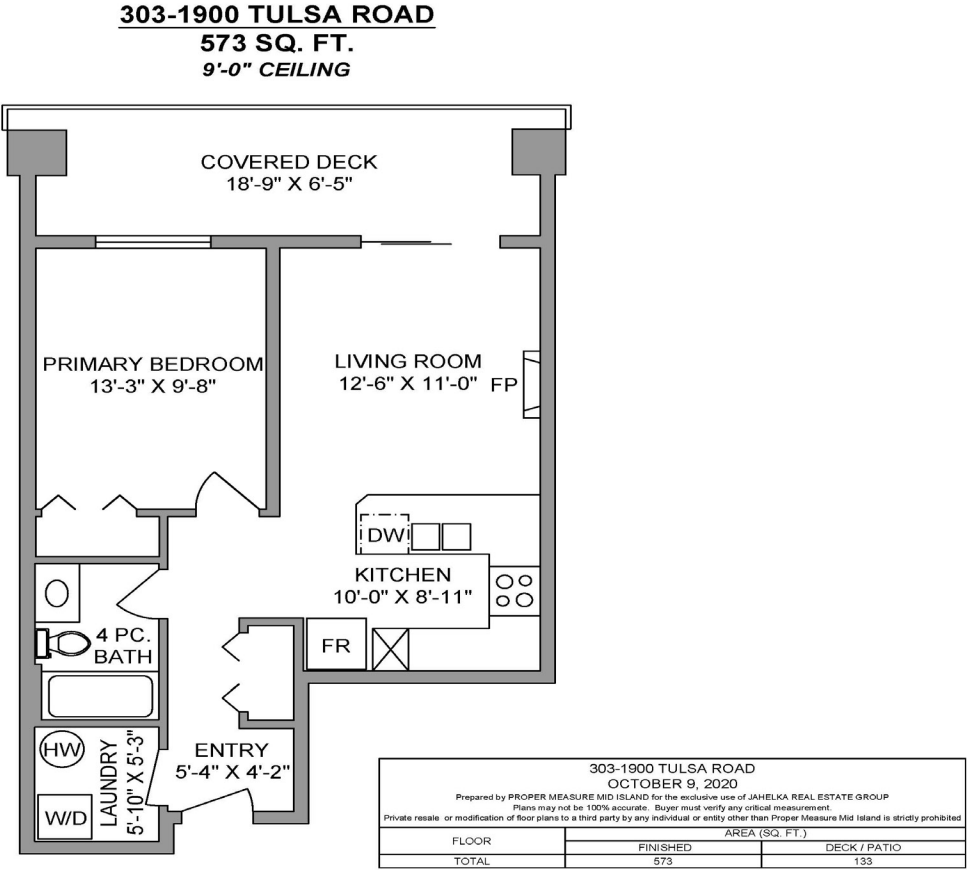 303-1900 TULSA ROAD
573 SQ. FT.
9'-0" CEILING
COVERED DECK
18'-9" X 6'-5"
PRIMARY BEDROOM
13'-3" X 9'-8"
LIVING ROOM
12'-6" X 11'-0"
FP
DW
KITCHEN
10'-0" X 8'-11"
FR
4 PC.
BATH
HW
W/D
LAUNDRY
5'-10" X 5'-3"
ENTRY
5'-4" X 4'-2"
303-1900 TULSA ROAD
OCTOBER 9, 2020
Prepared by PROPER MEASURE MID ISLAND for the exclusive use of JAHELKA REAL ESTATE GROUP
Plans may not be 100% accurate. Buyer must verify any critical measurement.
Private resale or modification of floor plans to a third party by any individual or entity other than Proper Measure Mid Island is strictly prohibited
FLOOR
AREA (SQ. FT.)
FINISHED
DECK / PATIO
TOTAL
573
133